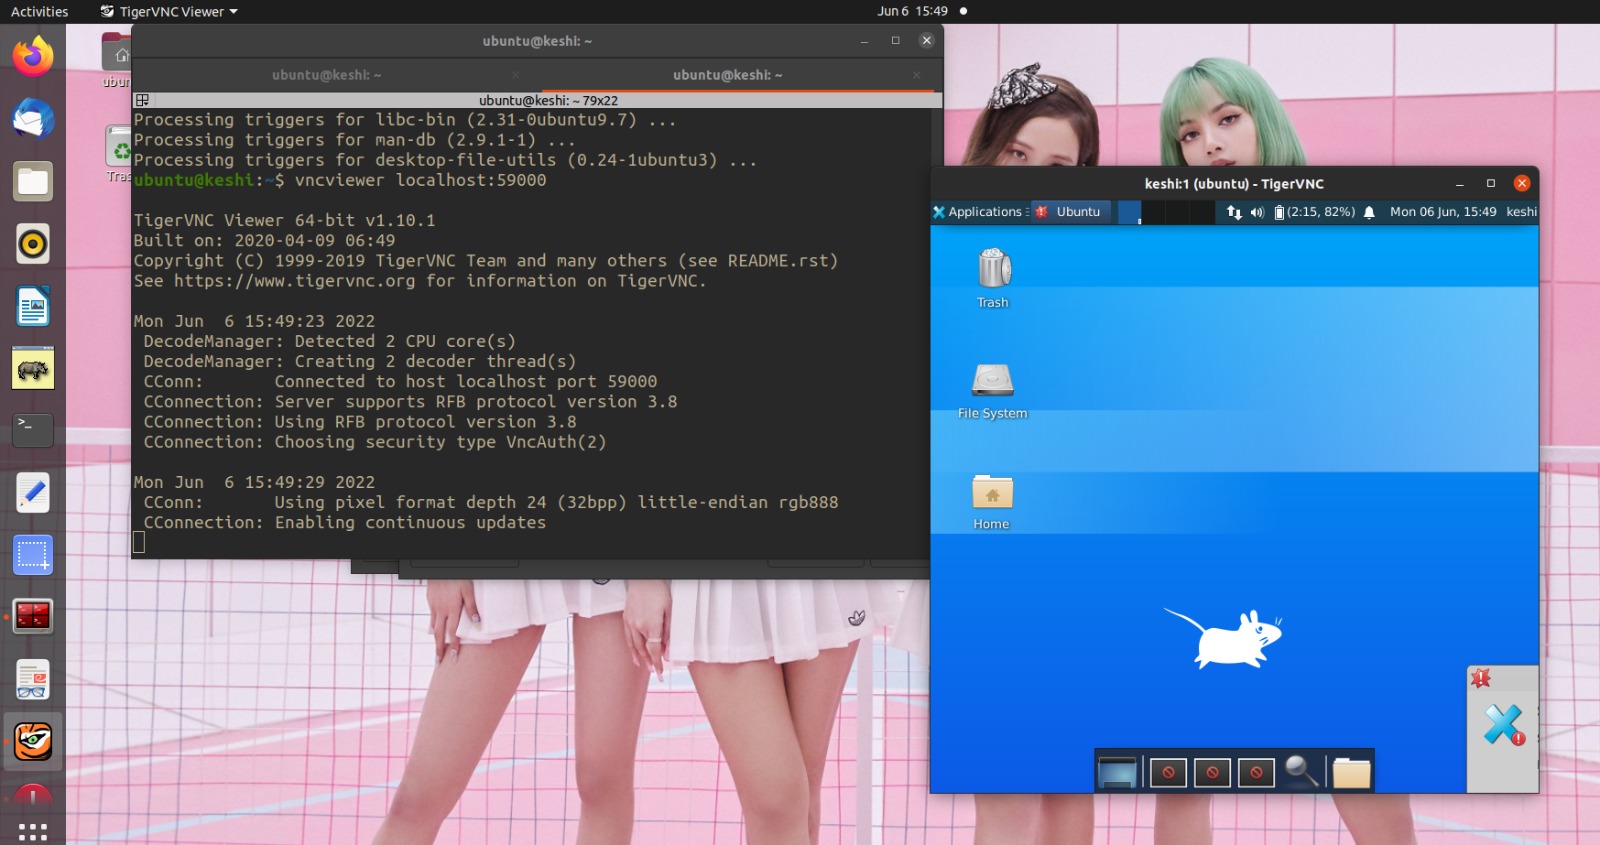 Activities
TigerVNC Viewer
Jun 6 15:49
ubuntu@keshi: ~
ubuntu@keshi: ~
ubuntu@keshi: ~
ubuntu@keshi: ~ 79x22
Processing triggers for libc-bin (2.31-0ubuntu9.7) ...
Processing triggers for man-db (2.9.1-1) ...
Processing triggers for desktop-file-utils (0.24-1ubuntu3) ...
ubuntu@keshi:~$ vncviewer localhost:59000
TigerVNC Viewer 64-bit v1.10.1
Built on: 2020-04-09 06:49
Copyright (C) 1999-2019 TigerVNC Team and many others (see README.rst)
See https://www.tigervnc.org for information on TigerVNC.
Mon Jun  6 15:49:23 2022
DecodeManager: Detected 2 CPU core(s)
DecodeManager: Creating 2 decoder thread(s)
CConn:       Connected to host localhost port 59000
CConnection: Server supports RFB protocol version 3.8
CConnection: Using RFB protocol version 3.8
CConnection: Choosing security type VncAuth(2)
Mon Jun  6 15:49:29 2022
CConn:       Using pixel format depth 24 (32bpp) little-endian rgb888
CConnection: Enabling continuous updates
keshi:1 (ubuntu) - TigerVNC
Applications
Ubuntu
(2:15, 82%)
Mon 06 Jun, 15:49
keshi
Trash
File System
Home